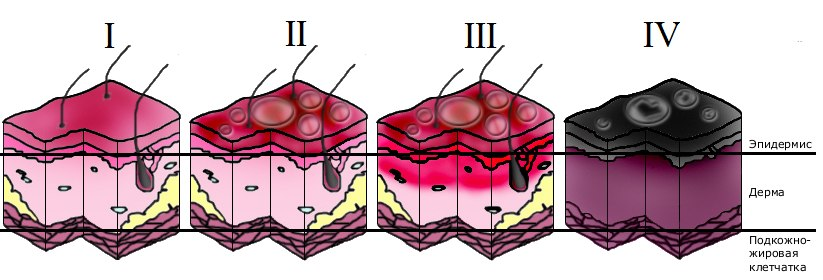 I II III IV
Эпидермис
Дерма
Подкожно-
жировая
клетчатка